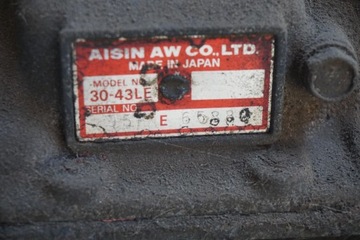 AISIN AW CO., LTD.
MADE IN JAPAN
MODEL NO
30-43LE
SERIAL NO
E